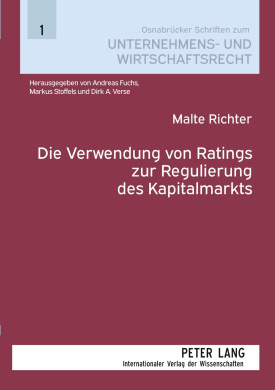 1
Osnabrücker Schriften zum
UNTERNEHMENS- UND
WIRTSCHAFTSRECHT
Herausgegeben von Andreas Fuchs,
Markus Stoffels und Dirk A. Verse
Malte Richter
Die Verwendung von Ratings
zur Regulierung
des Kapitalmarkts
PETER LANG
Internationaler Verlag der Wissenschaften